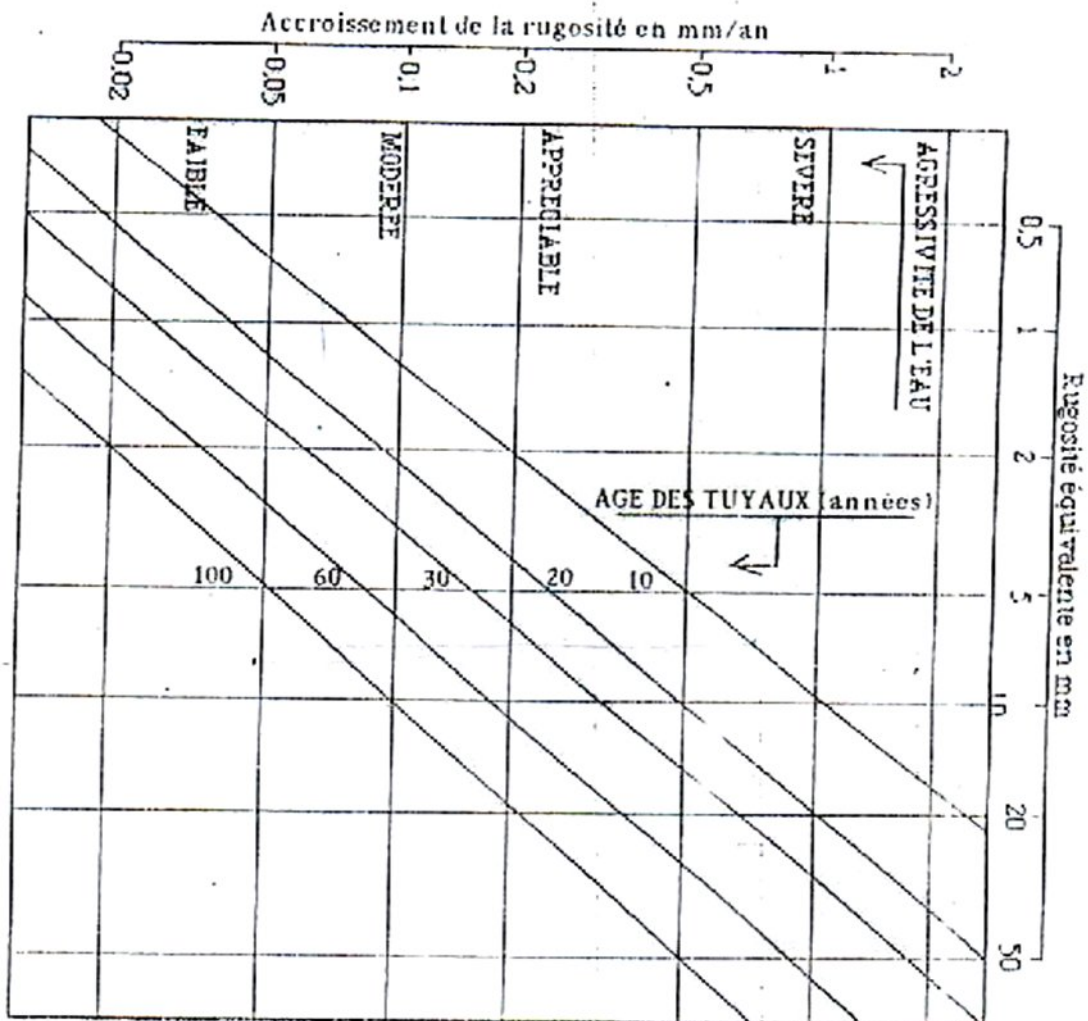 Accroissement de la rugosité en mm/an
0,02
0,05
0,1
0,2
0,5
1
2
FAIBLE
MODEREE
APPRECIABLE
SEVERE
AGRESSIVITE DE L'EAU
0,5
1
2
5
10
20
50
Rugosité équivalente en mm
AGE DES TUYAUX (années)
100
60
30
20
10